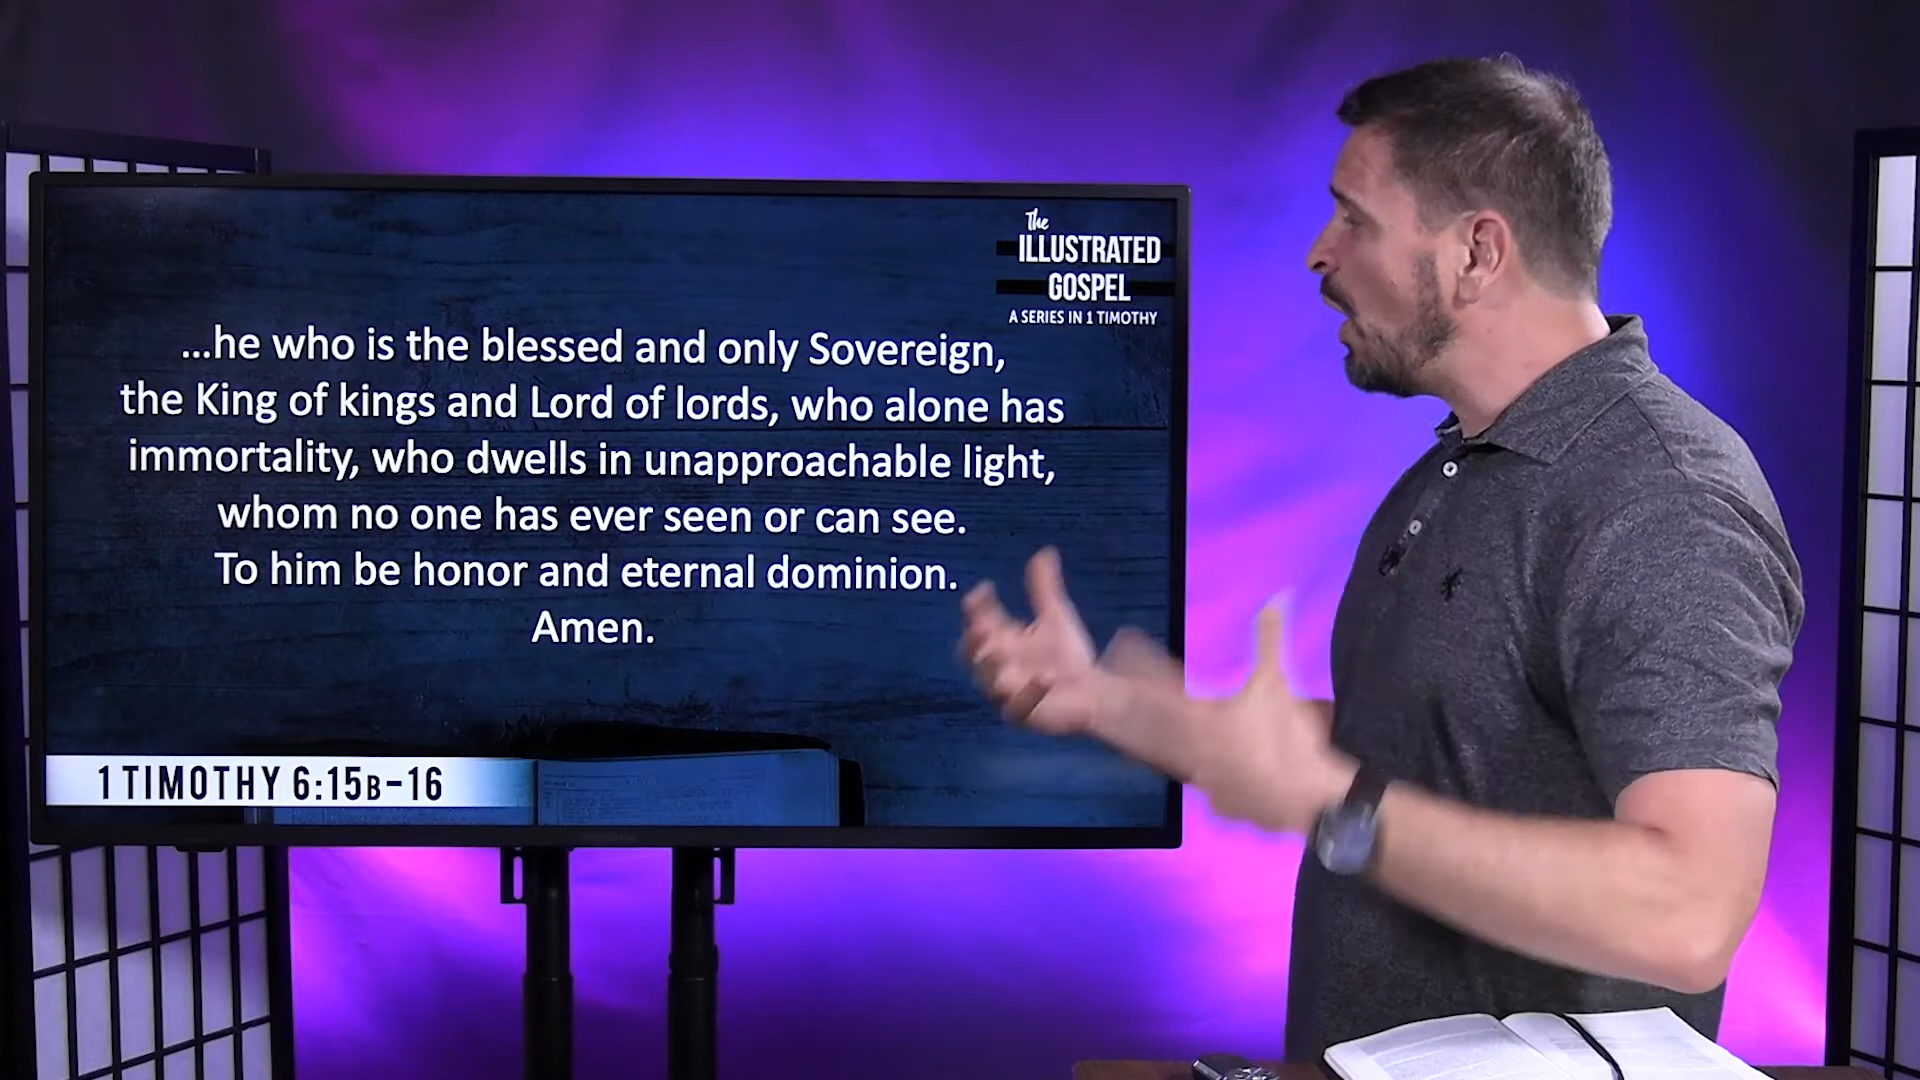 The
ILLUSTRATED
GOSPEL
A SERIES IN 1 TIMOTHY
...he who is the blessed and only Sovereign,
the King of kings and Lord of lords, who alone has
immortality, who dwells in unapproachable light,
whom no one has ever seen or can see.
To him be honor and eternal dominion.
Amen.
1 TIMOTHY 6:15B-16